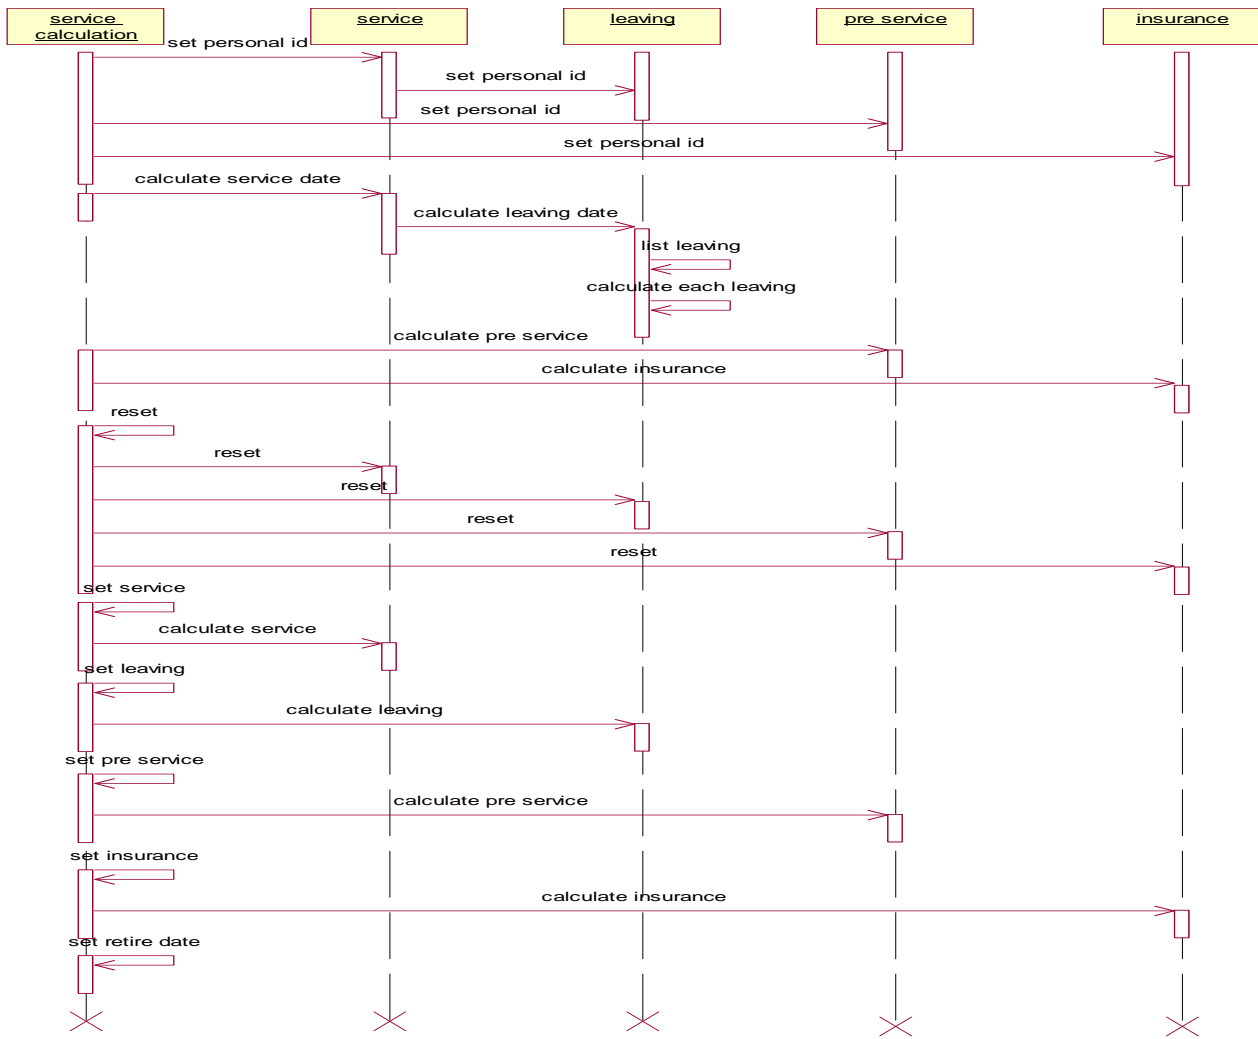 service
calculation
service
leaving
pre service
insurance
set personal id
set personal id
set personal id
set personal id
calculate service date
calculate leaving date
list leaving
calculate each leaving
calculate pre service
calculate insurance
reset
reset
reset
reset
reset
set service
calculate service
set leaving
calculate leaving
set pre service
calculate pre service
set insurance
calculate insurance
set retire date